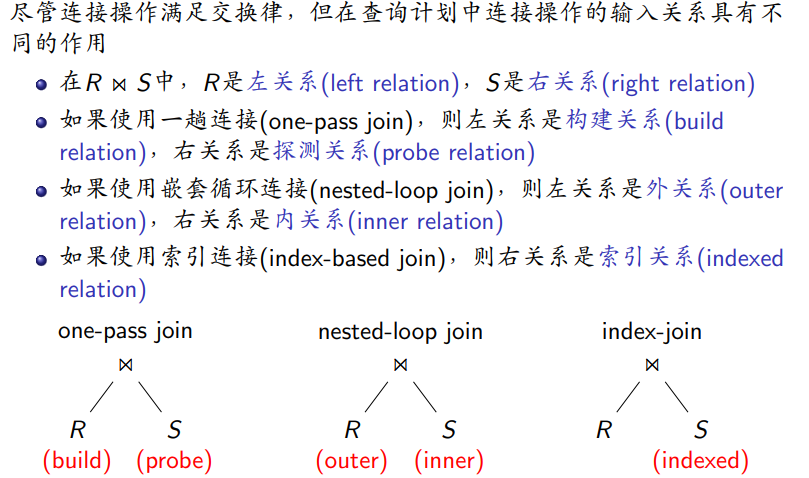 尽管连接操作满足交换律，但在查询计划中连接操作的输入关系具有不
同的作用
在R ⋈ S中，R是左关系(left relation)，S是右关系(right relation)
如果使用一趟连接(one-pass join)，则左关系是构建关系(build
relation)，右关系是探测关系(probe relation)
如果使用嵌套循环连接(nested-loop join)，则左关系是外关系(outer
relation)，右关系是内关系(inner relation)
如果使用索引连接(index-based join)，则右关系是索引关系(indexed
relation)
one-pass join nested-loop join index-join
⋈ ⋈ ⋈
R S R S R S
(build) (probe) (outer) (inner) (indexed)